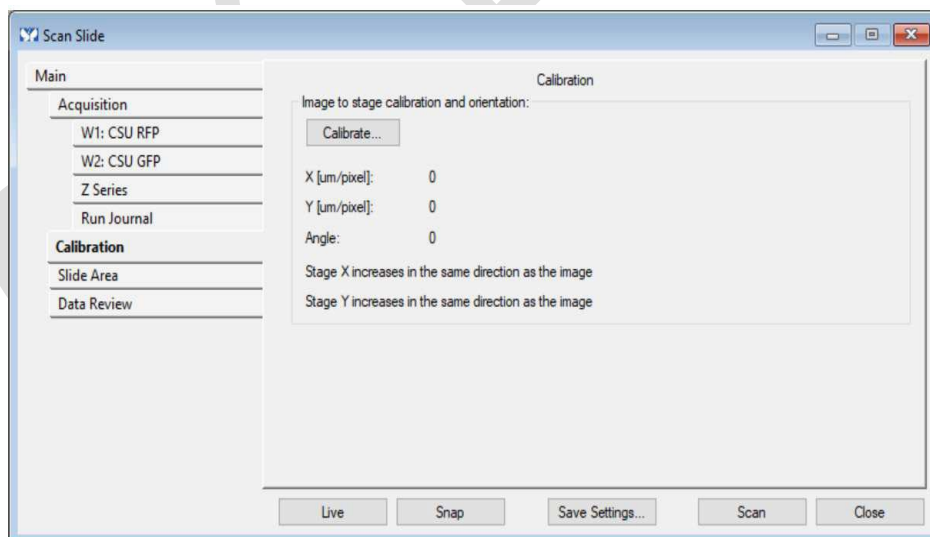 Scan Slide
Main
Acquisition
W1: CSU RFP
W2: CSU GFP
Z Series
Run Journal
Calibration
Slide Area
Data Review
Calibration
Image to stage calibration and orientation:
Calibrate...
X [um/pixel]: 0
Y [um/pixel]: 0
Angle: 0
Stage X increases in the same direction as the image
Stage Y increases in the same direction as the image
Live Snap Save Settings... Scan Close